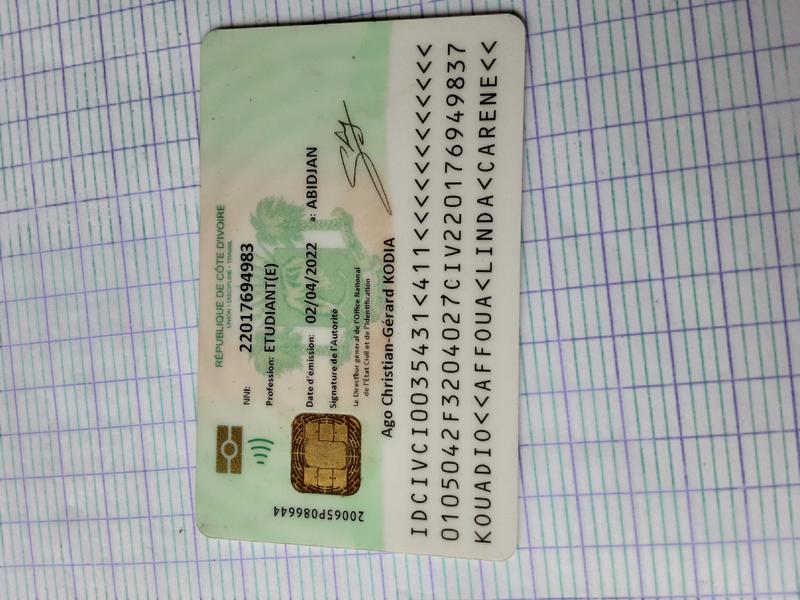 RÉPUBLIQUE DE CÔTE D'IVOIRE
UNION - DISCIPLINE - TRAVAIL
NNI: 22017694983
Profession: ETUDIANT(E)
Date d'émission: 02/04/2022 à: ABIDJAN
Signature de l'Autorité
Le Directeur général de l'Office National
de l'Etat Civil et de l'Identification
Ago Christian-Gérard KODIA
20065P086644
IDCIVCI0035431<411<<<<<<<<<<<<
0105042F3204027CIV220176949837
KOUADIO<<AFFOUA<LINDA<CARENE<<